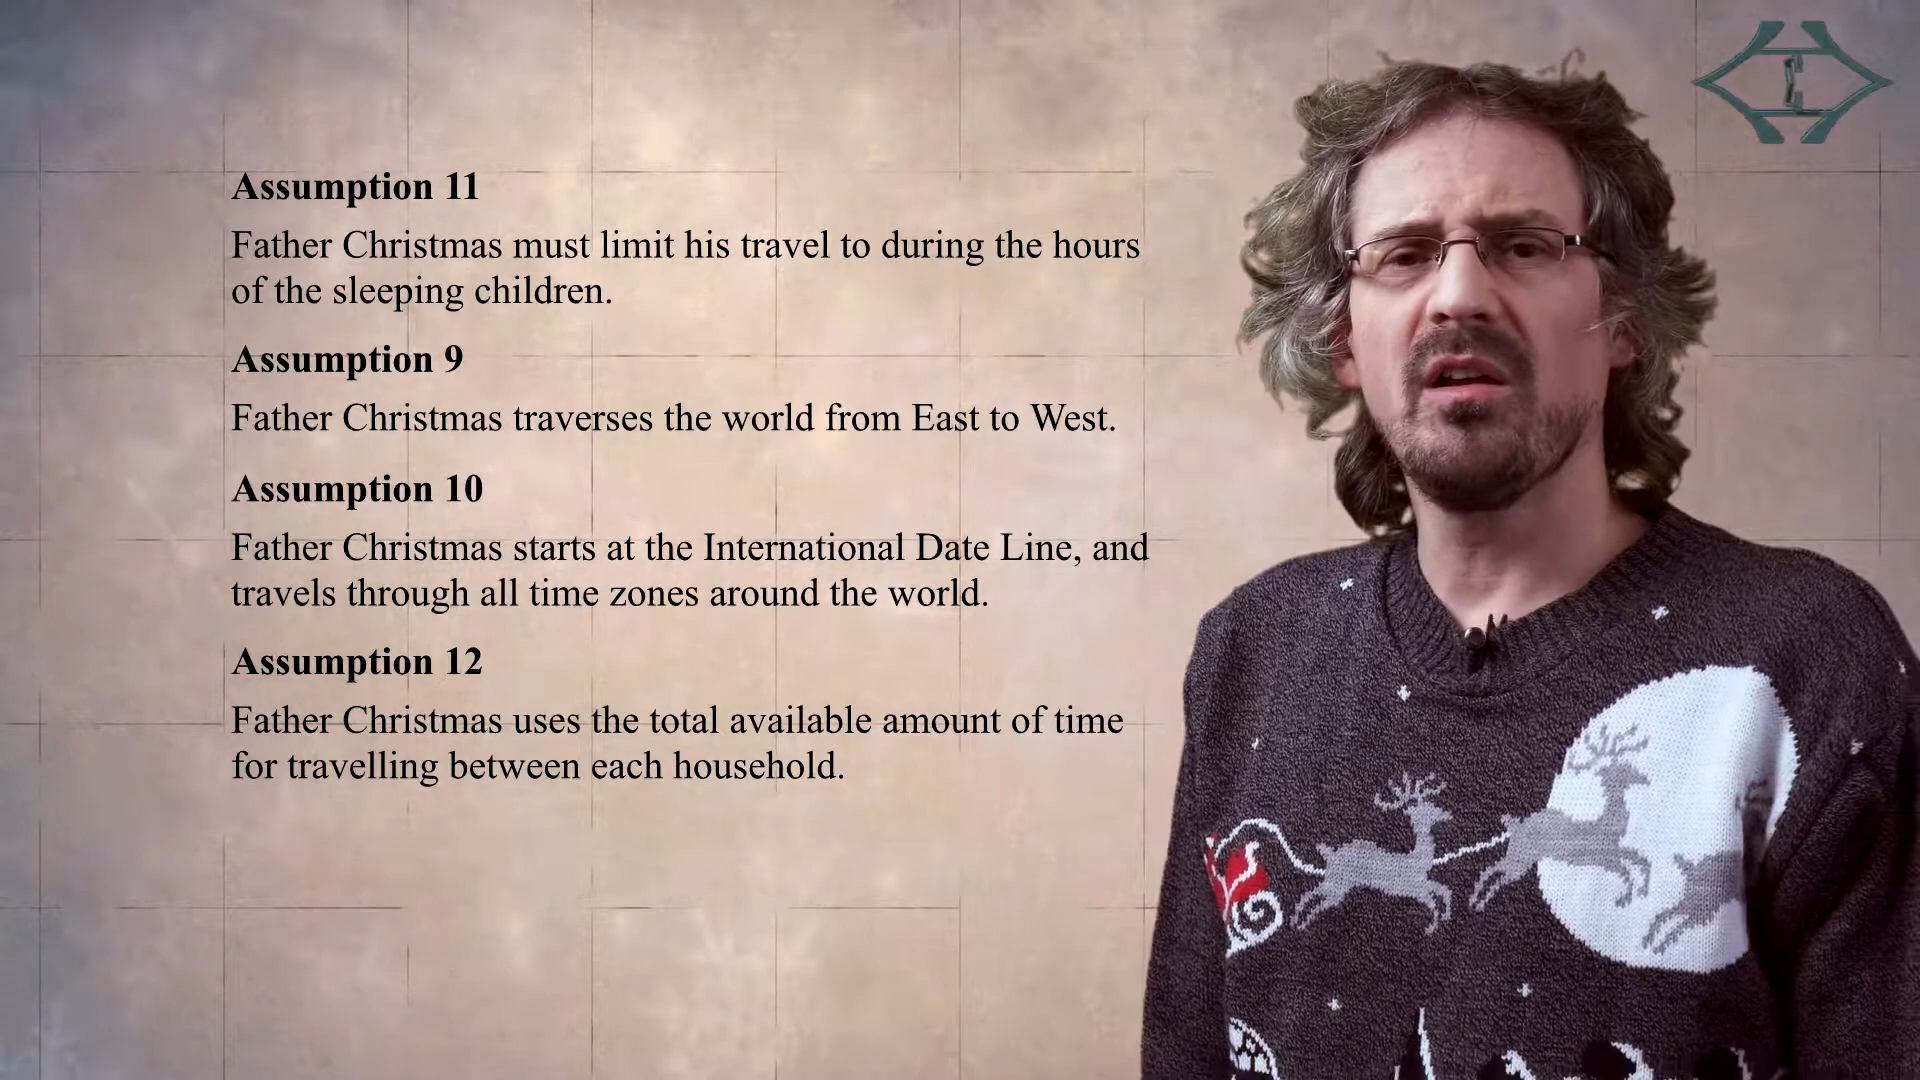 Assumption 11
Father Christmas must limit his travel to during the hours
of the sleeping children.
Assumption 9
Father Christmas traverses the world from East to West.
Assumption 10
Father Christmas starts at the International Date Line, and
travels through all time zones around the world.
Assumption 12
Father Christmas uses the total available amount of time
for travelling between each household.